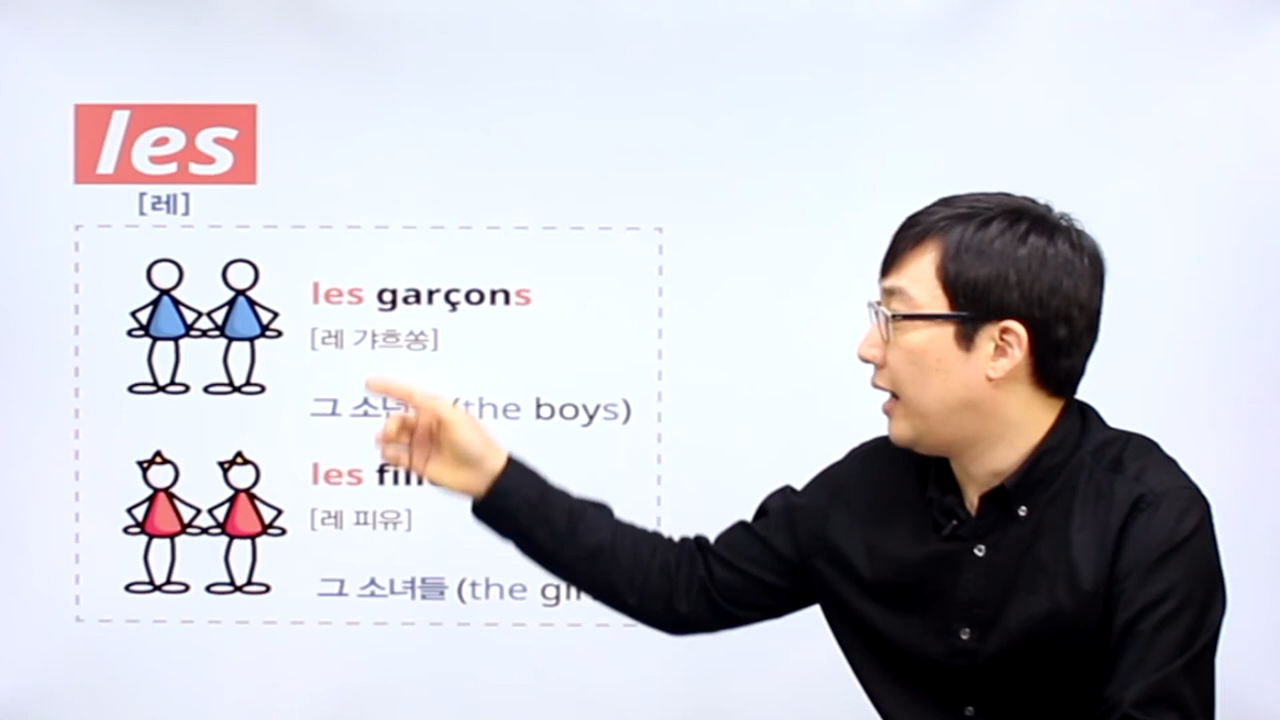 les
[레]
les garçons
[레 갸흐쏭]
그 (the boys)
les
[레 피유]
그 소녀들 (the